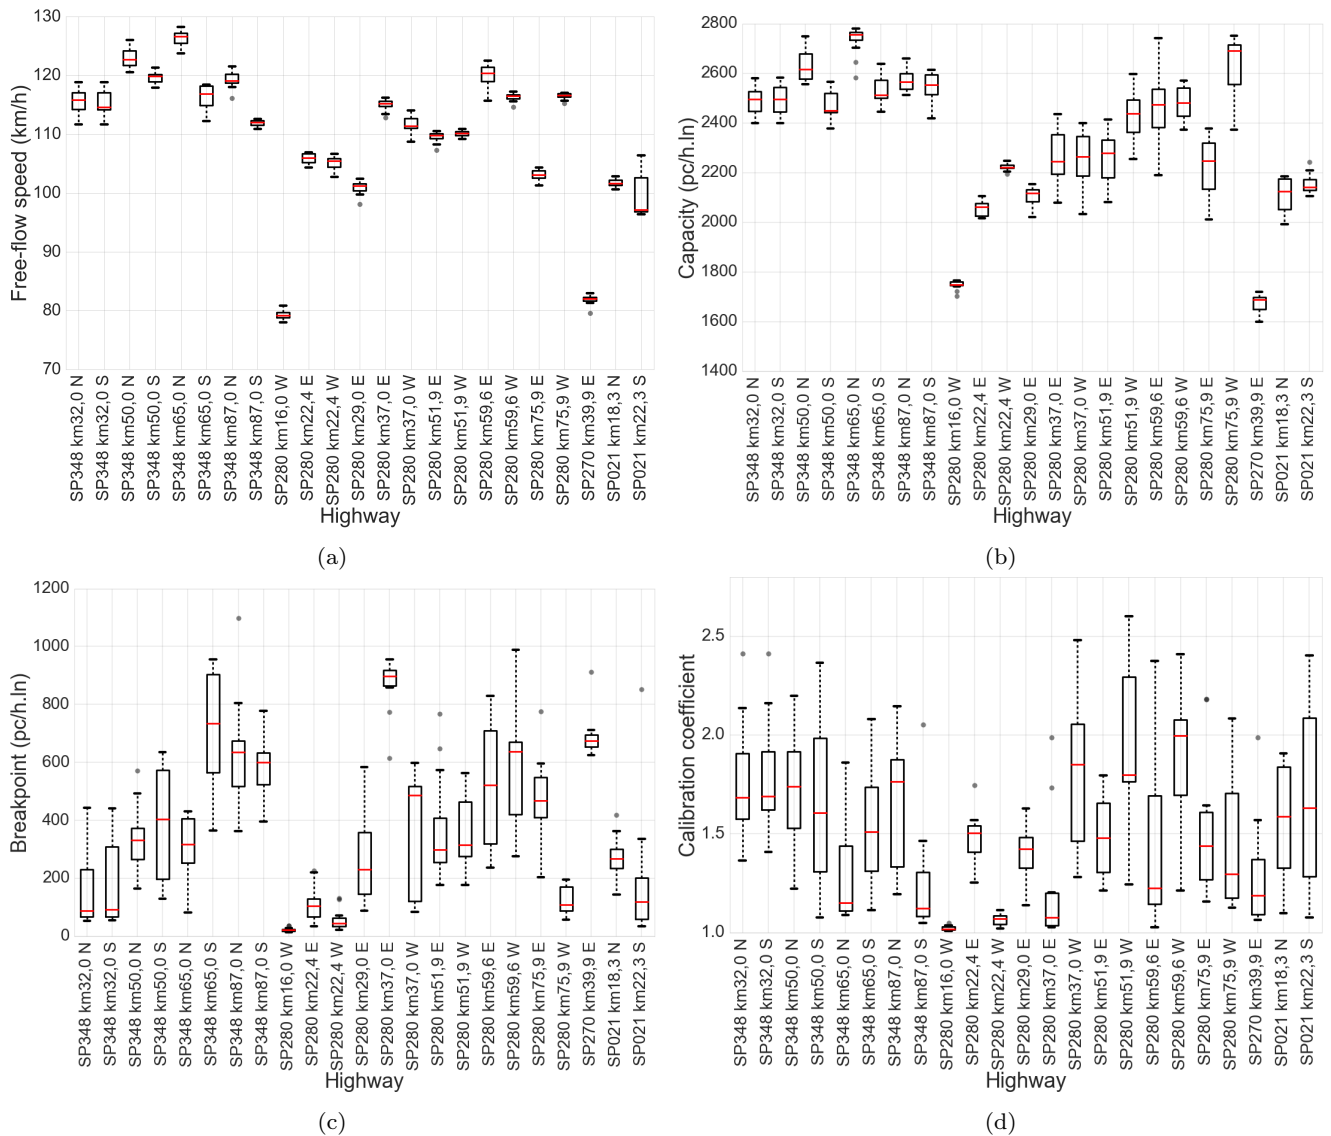 130
120
110
100
90
80
70
Free-flow speed (km/h)
SP348 km32,0 N
SP348 km32,0 S
SP348 km50,0 N
SP348 km50,0 S
SP348 km65,0 N
SP348 km65,0 S
SP348 km87,0 N
SP348 km87,0 S
SP280 km16,0 W
SP280 km22,4 E
SP280 km22,4 W
SP280 km29,0 E
SP280 km37,0 E
SP280 km37,0 W
SP280 km51,9 E
SP280 km51,9 W
SP280 km59,6 E
SP280 km59,6 W
SP280 km75,9 E
SP280 km75,9 W
SP270 km39,9 E
SP021 km18,3 N
SP021 km22,3 S
Highway
(a)
2800
2600
2400
2200
2000
1800
1600
1400
Capacity (pc/h.ln)
SP348 km32,0 N
SP348 km32,0 S
SP348 km50,0 N
SP348 km50,0 S
SP348 km65,0 N
SP348 km65,0 S
SP348 km87,0 N
SP348 km87,0 S
SP280 km16,0 W
SP280 km22,4 E
SP280 km22,4 W
SP280 km29,0 E
SP280 km37,0 E
SP280 km37,0 W
SP280 km51,9 E
SP280 km51,9 W
SP280 km59,6 E
SP280 km59,6 W
SP280 km75,9 E
SP280 km75,9 W
SP270 km39,9 E
SP021 km18,3 N
SP021 km22,3 S
Highway
(b)
1200
1000
800
600
400
200
0
Breakpoint (pc/h.ln)
SP348 km32,0 N
SP348 km32,0 S
SP348 km50,0 N
SP348 km50,0 S
SP348 km65,0 N
SP348 km65,0 S
SP348 km87,0 N
SP348 km87,0 S
SP280 km16,0 W
SP280 km22,4 E
SP280 km22,4 W
SP280 km29,0 E
SP280 km37,0 E
SP280 km37,0 W
SP280 km51,9 E
SP280 km51,9 W
SP280 km59,6 E
SP280 km59,6 W
SP280 km75,9 E
SP280 km75,9 W
SP270 km39,9 E
SP021 km18,3 N
SP021 km22,3 S
Highway
(c)
2.5
2.0
1.5
1.0
Calibration coefficient
SP348 km32,0 N
SP348 km32,0 S
SP348 km50,0 N
SP348 km50,0 S
SP348 km65,0 N
SP348 km65,0 S
SP348 km87,0 N
SP348 km87,0 S
SP280 km16,0 W
SP280 km22,4 E
SP280 km22,4 W
SP280 km29,0 E
SP280 km37,0 E
SP280 km37,0 W
SP280 km51,9 E
SP280 km51,9 W
SP280 km59,6 E
SP280 km59,6 W
SP280 km75,9 E
SP280 km75,9 W
SP270 km39,9 E
SP021 km18,3 N
SP021 km22,3 S
Highway
(d)